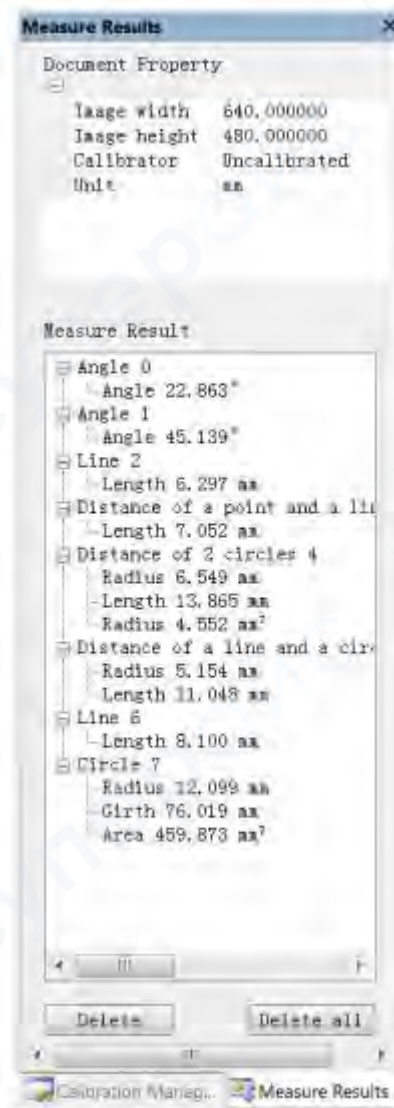 Measure Results
Document Property
Image width 640.000000
Image height 480.000000
Calibrator Uncalibrated
Unit mm
Measure Result
Angle 0
Angle 22.863°
Angle 1
Angle 45.139°
Line 2
Length 6.297 mm
Distance of a point and a li
Length 7.052 mm
Distance of 2 circles 4
Radius 6.549 mm
Length 13.865 mm
Radius 4.552 mm²
Distance of a line and a circ
Radius 5.154 mm
Length 11.048 mm
Line 6
Length 8.100 mm
Circle 7
Radius 12.099 mm
Girth 76.019 mm
Area 459.873 mm²
Delete Delete all
Calibration Manag... Measure Results